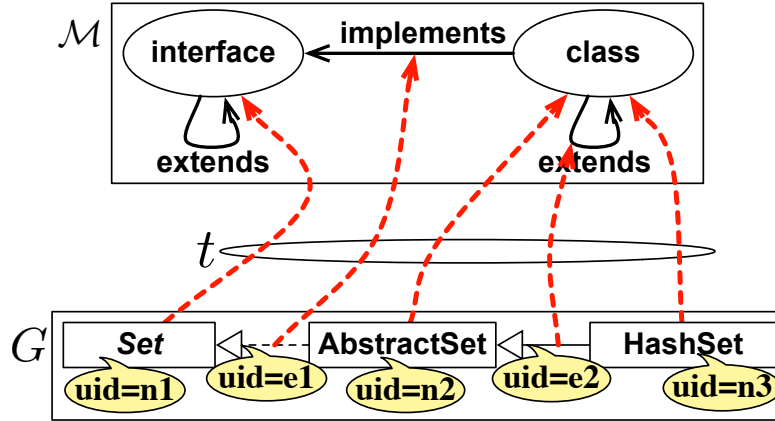 M
implements
interface
class
extends
extends
t
G
Set
AbstractSet
HashSet
uid=n1
uid=e1
uid=n2
uid=e2
uid=n3